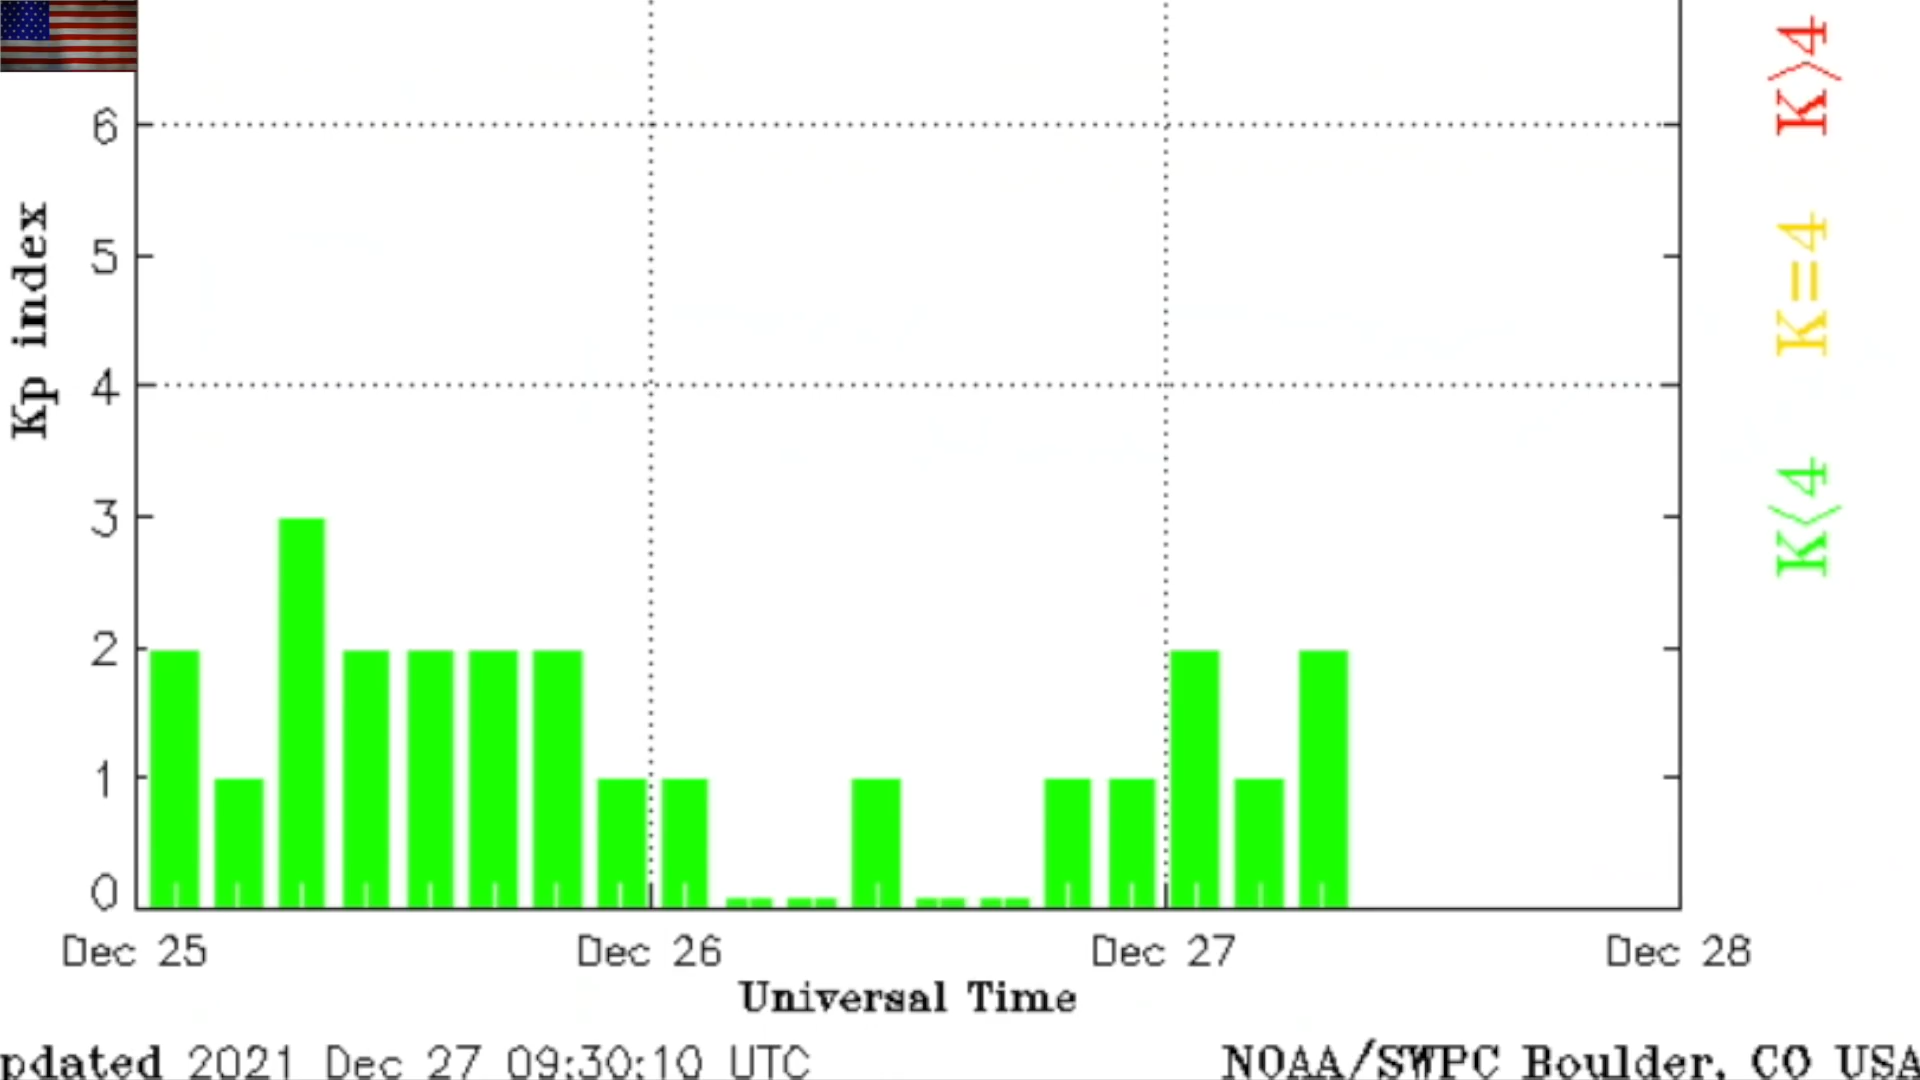 K>4
6
5
Kp index
K=4
4
3
K<4
2
1
0
Dec 25 Dec 26 Dec 27 Dec 28
Universal Time
pdated 2021 Dec 27 09:30:10 UTC NOAA/SWPC Boulder, CO USA